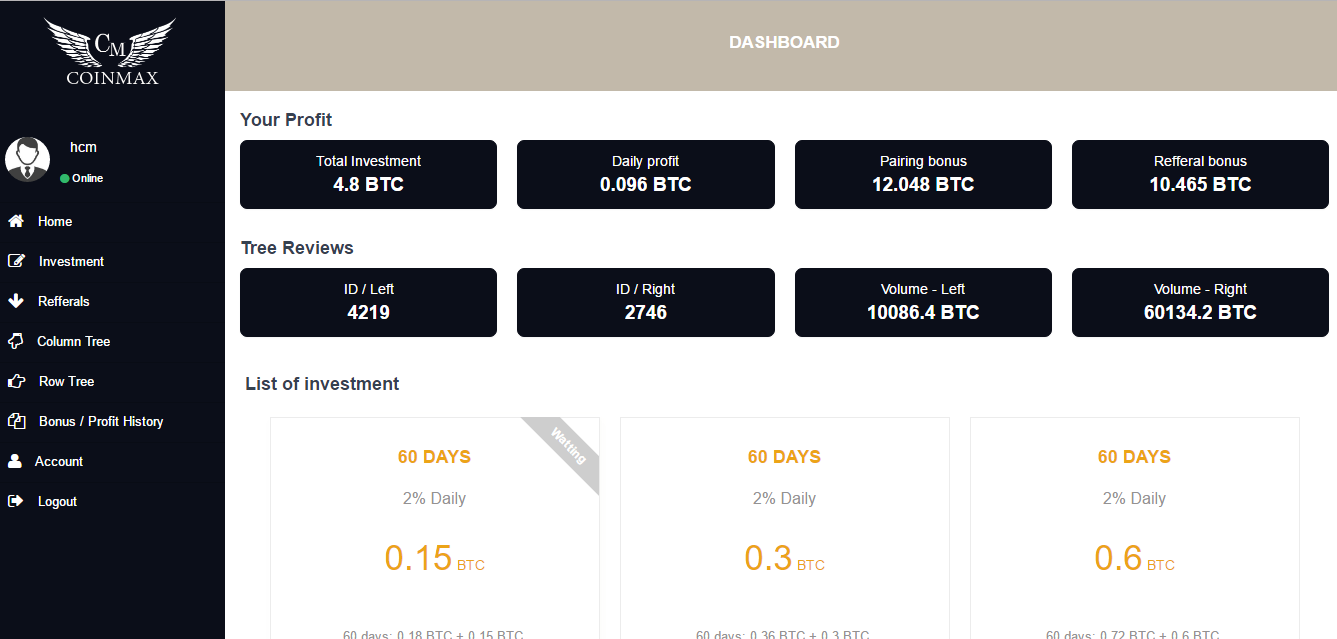 CM
COINMAX
DASHBOARD
hcm
Online
Home
Investment
Refferals
Column Tree
Row Tree
Bonus / Profit History
Account
Logout
Your Profit
Total Investment
4.8 BTC
Daily profit
0.096 BTC
Pairing bonus
12.048 BTC
Refferal bonus
10.465 BTC
Tree Reviews
ID / Left
4219
ID / Right
2746
Volume - Left
10086.4 BTC
Volume - Right
60134.2 BTC
List of investment
Watting
60 DAYS
2% Daily
0.15 BTC
60 days: 0.18 BTC + 0.15 BTC
60 DAYS
2% Daily
0.3 BTC
60 days: 0.36 BTC + 0.3 BTC
60 DAYS
2% Daily
0.6 BTC
60 days: 0.72 BTC + 0.6 BTC